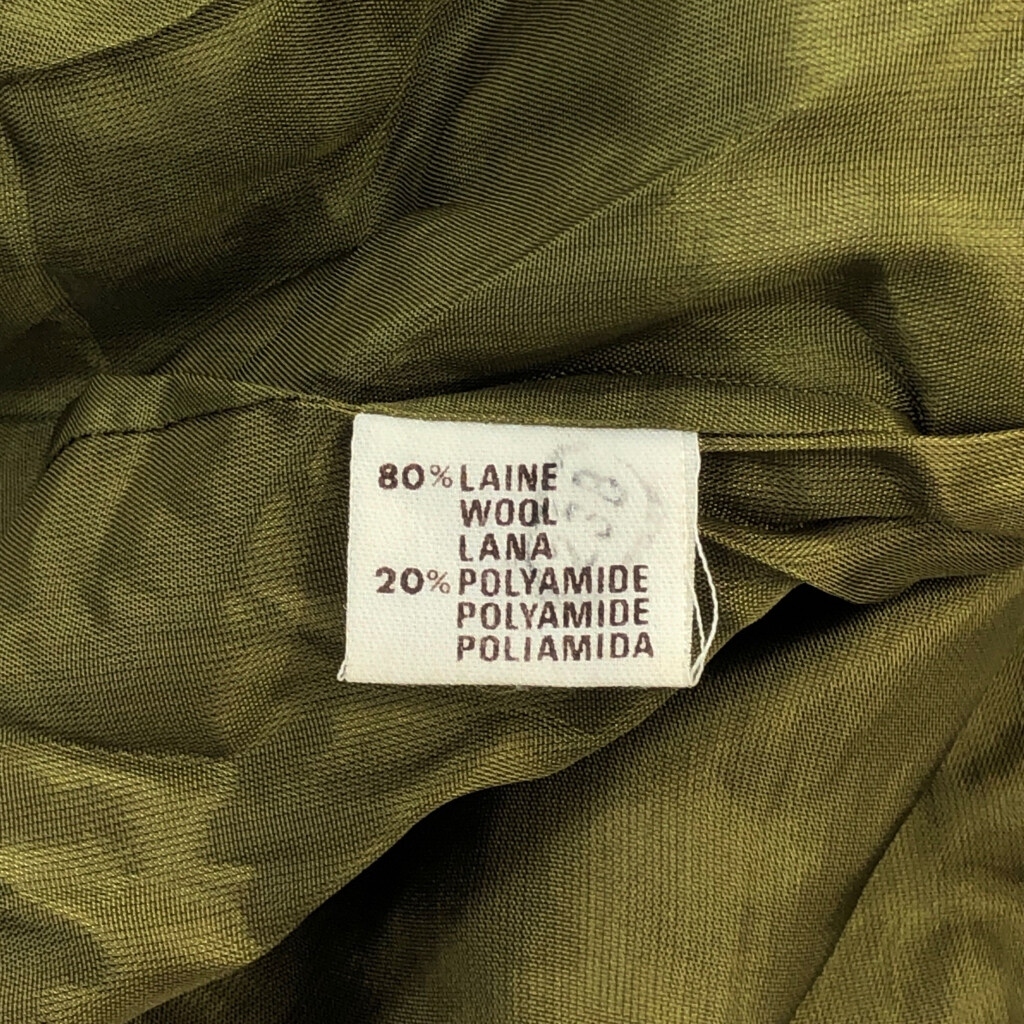 80% LAINE
WOOL
LANA
20% POLYAMIDE
POLYAMIDE
POLIAMIDA